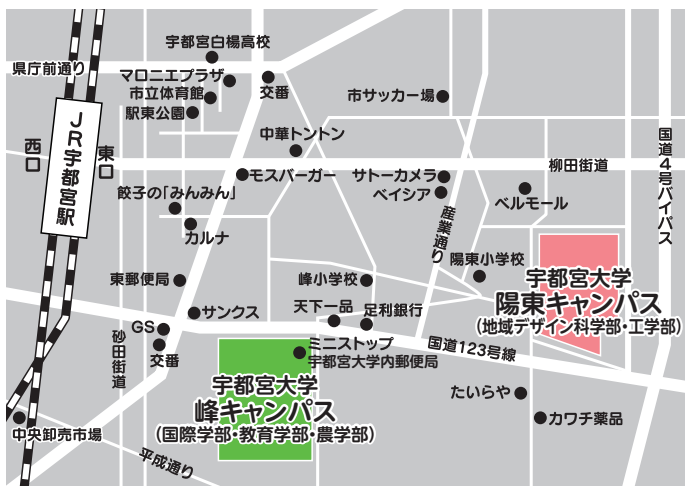 宇都宮白楊高校
県庁前通り
マロニエプラザ
市立体育館
交番
駅東公園
市サッカー場
中華トントン
国道4号バイパス
JR宇都宮駅
西口
東口
柳田街道
モスバーガー
サトーカメラ
ベイシア
ベルモール
餃子の「みんみん」
カルナ
産業通り
陽東小学校
東郵便局
峰小学校
宇都宮大学
陽東キャンパス
(地域デザイン科学部・工学部)
天下一品
足利銀行
サンクス
GS
交番
砂田街道
ミニストップ
宇都宮大学内郵便局
国道123号線
宇都宮大学
峰キャンパス
(国際学部・教育学部・農学部)
たいらや
カワチ薬品
中央卸売市場
平成通り